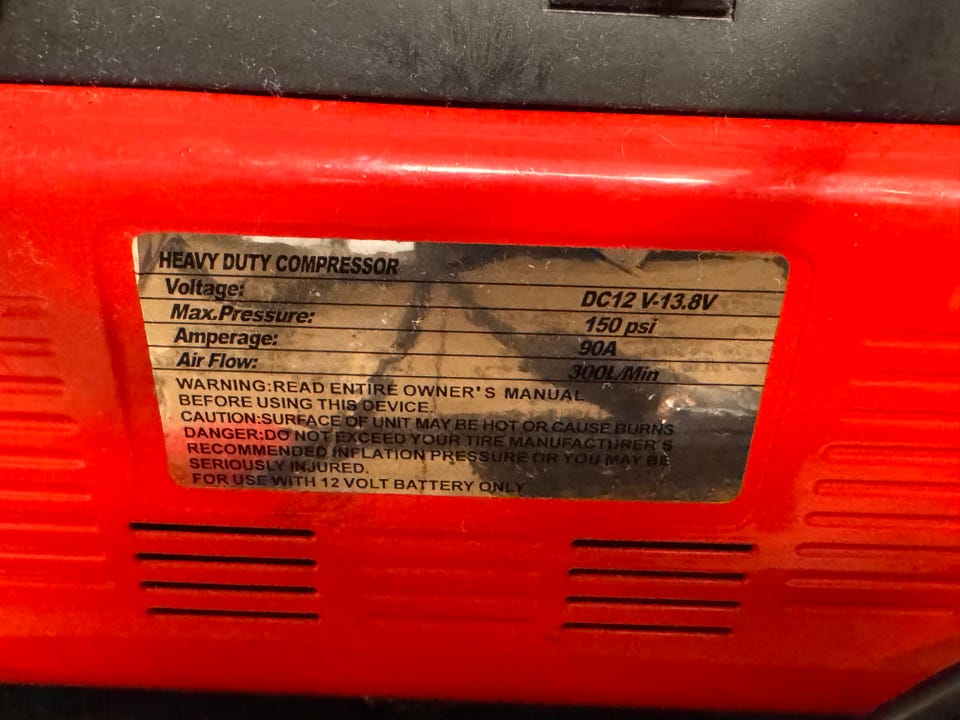 HEAVY DUTY COMPRESSOR
Voltage: DC12 V-13.8V
Max.Pressure: 150 psi
Amperage: 90A
Air Flow: 300L/Min
WARNING:READ ENTIRE OWNER'S MANUAL
BEFORE USING THIS DEVICE.
CAUTION:SURFACE OF UNIT MAY BE HOT OR CAUSE BURNS
DANGER:DO NOT EXCEED YOUR TIRE MANUFACTURER'S
RECOMMENDED INFLATION PRESSURE OR YOU MAY BE
SERIOUSLY INJURED.
FOR USE WITH 12 VOLT BATTERY ONLY